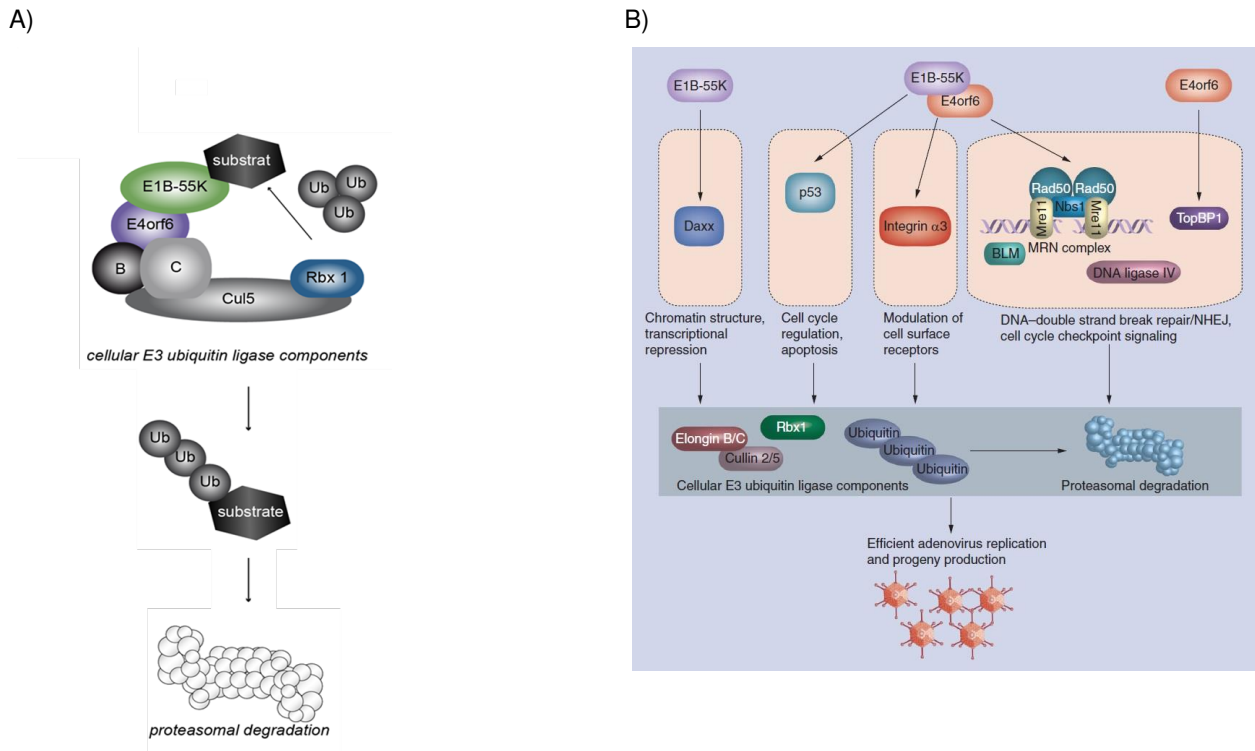 A)
substrat
E1B-55K
Ub
Ub
Ub
E4orf6
B
C
Rbx 1
Cul5
cellular E3 ubiquitin ligase components
Ub
Ub
Ub
substrate
proteasomal degradation
B)
E1B-55K
E1B-55K
E4orf6
E4orf6
Daxx
p53
Integrin α3
Rad50
Rad50
Nbs1
Mre11
Mre11
MRN complex
BLM
DNA ligase IV
TopBP1
Chromatin structure,
transcriptional
repression
Cell cycle
regulation,
apoptosis
Modulation of
cell surface
receptors
DNA–double strand break repair/NHEJ,
cell cycle checkpoint signaling
Elongin B/C
Cullin 2/5
Rbx1
Ubiquitin
Ubiquitin
Ubiquitin
Cellular E3 ubiquitin ligase components
Proteasomal degradation
Efficient adenovirus replication
and progeny production